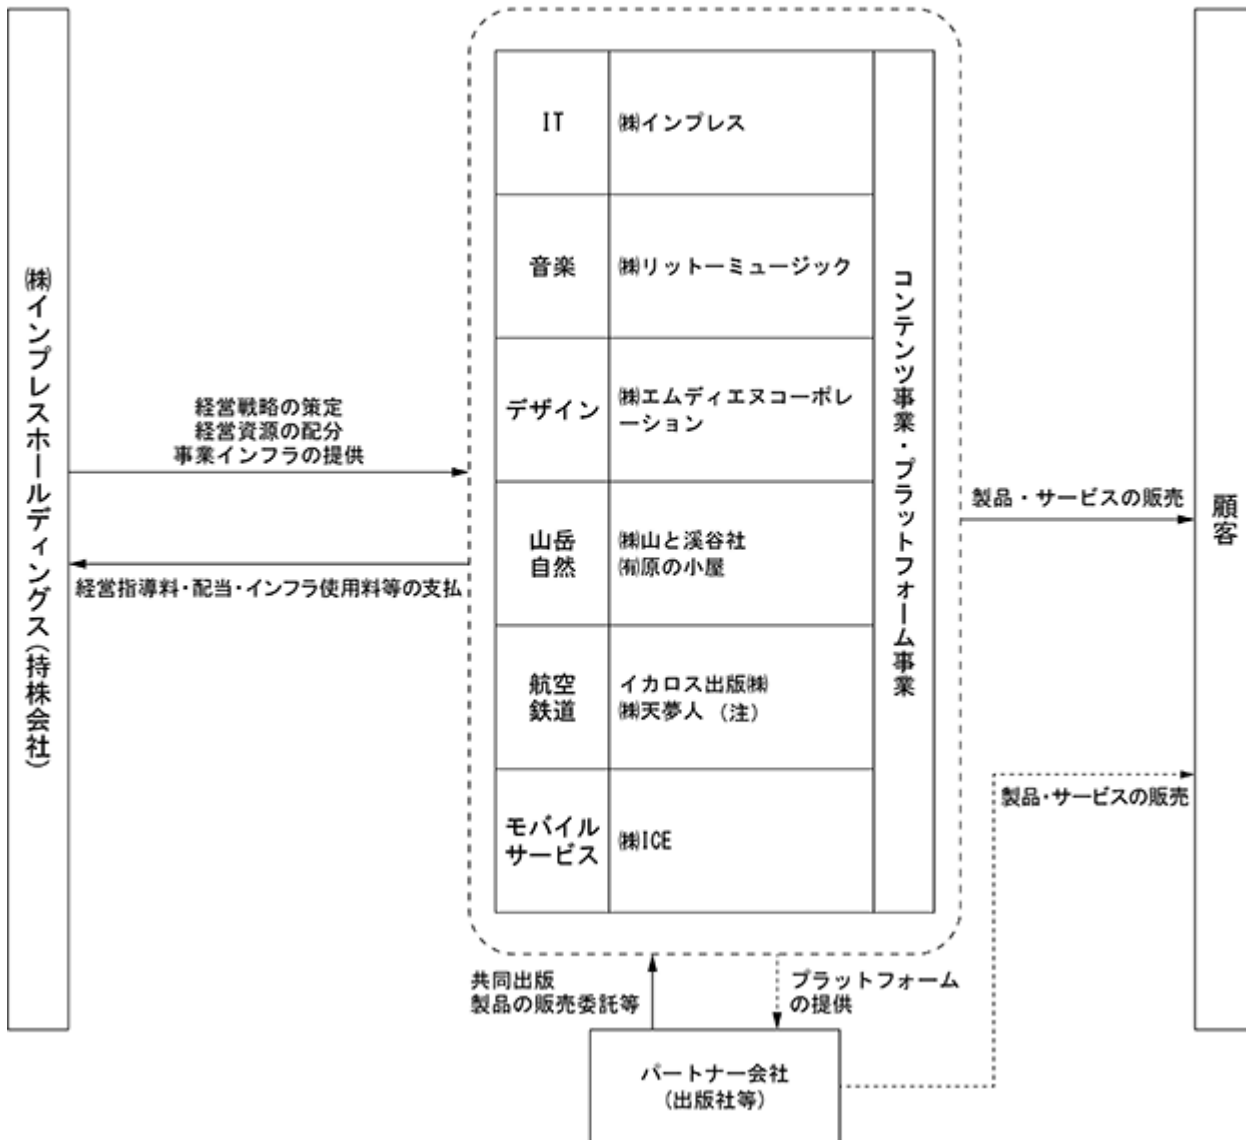 ㈱インプレスホールディングス(持株会社)
経営戦略の策定
経営資源の配分
事業インフラの提供
経営指導料・配当・インフラ使用料等の支払
IT
㈱インプレス
音楽
㈱リットーミュージック
デザイン
㈱エムディエヌコーポレ
ーション
山岳
自然
㈱山と溪谷社
㈲原の小屋
航空
鉄道
イカロス出版㈱
㈱天夢人 (注)
モバイル
サービス
㈱ICE
コンテンツ事業・プラットフォーム事業
製品・サービスの販売
顧客
製品・サービスの販売
共同出版
製品の販売委託等
プラットフォーム
の提供
パートナー会社
(出版社等)